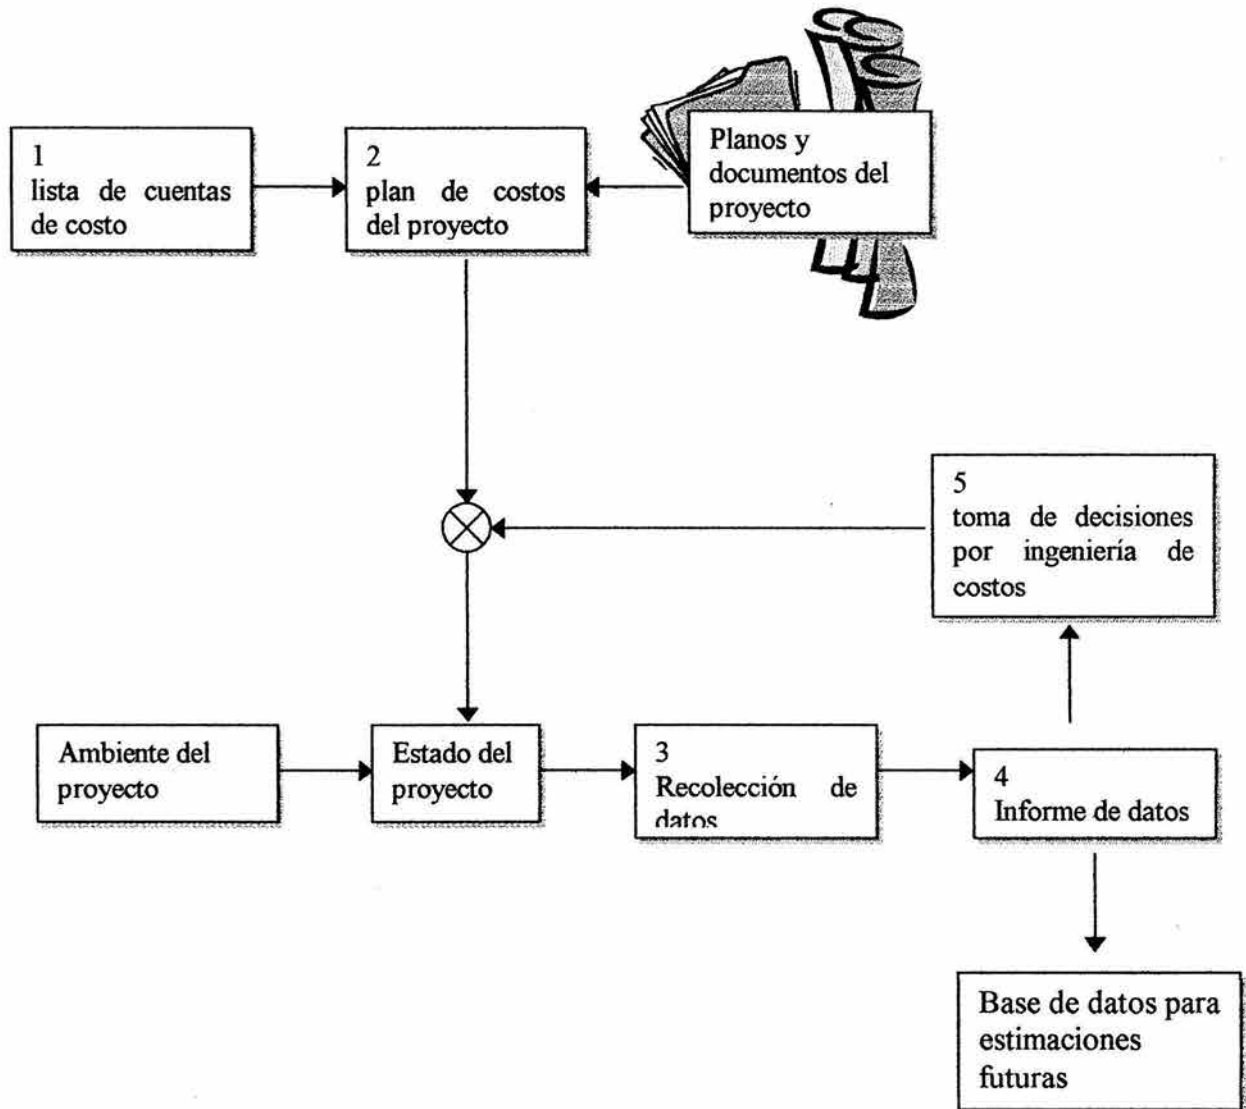 1
lista de cuentas
de costo
2
plan de costos
del proyecto
Planos y
documentos del
proyecto
5
toma de decisiones
por ingeniería de
costos
Ambiente del
proyecto
Estado del
proyecto
3
Recolección de
datos
4
Informe de datos
Base de datos para
estimaciones
futuras